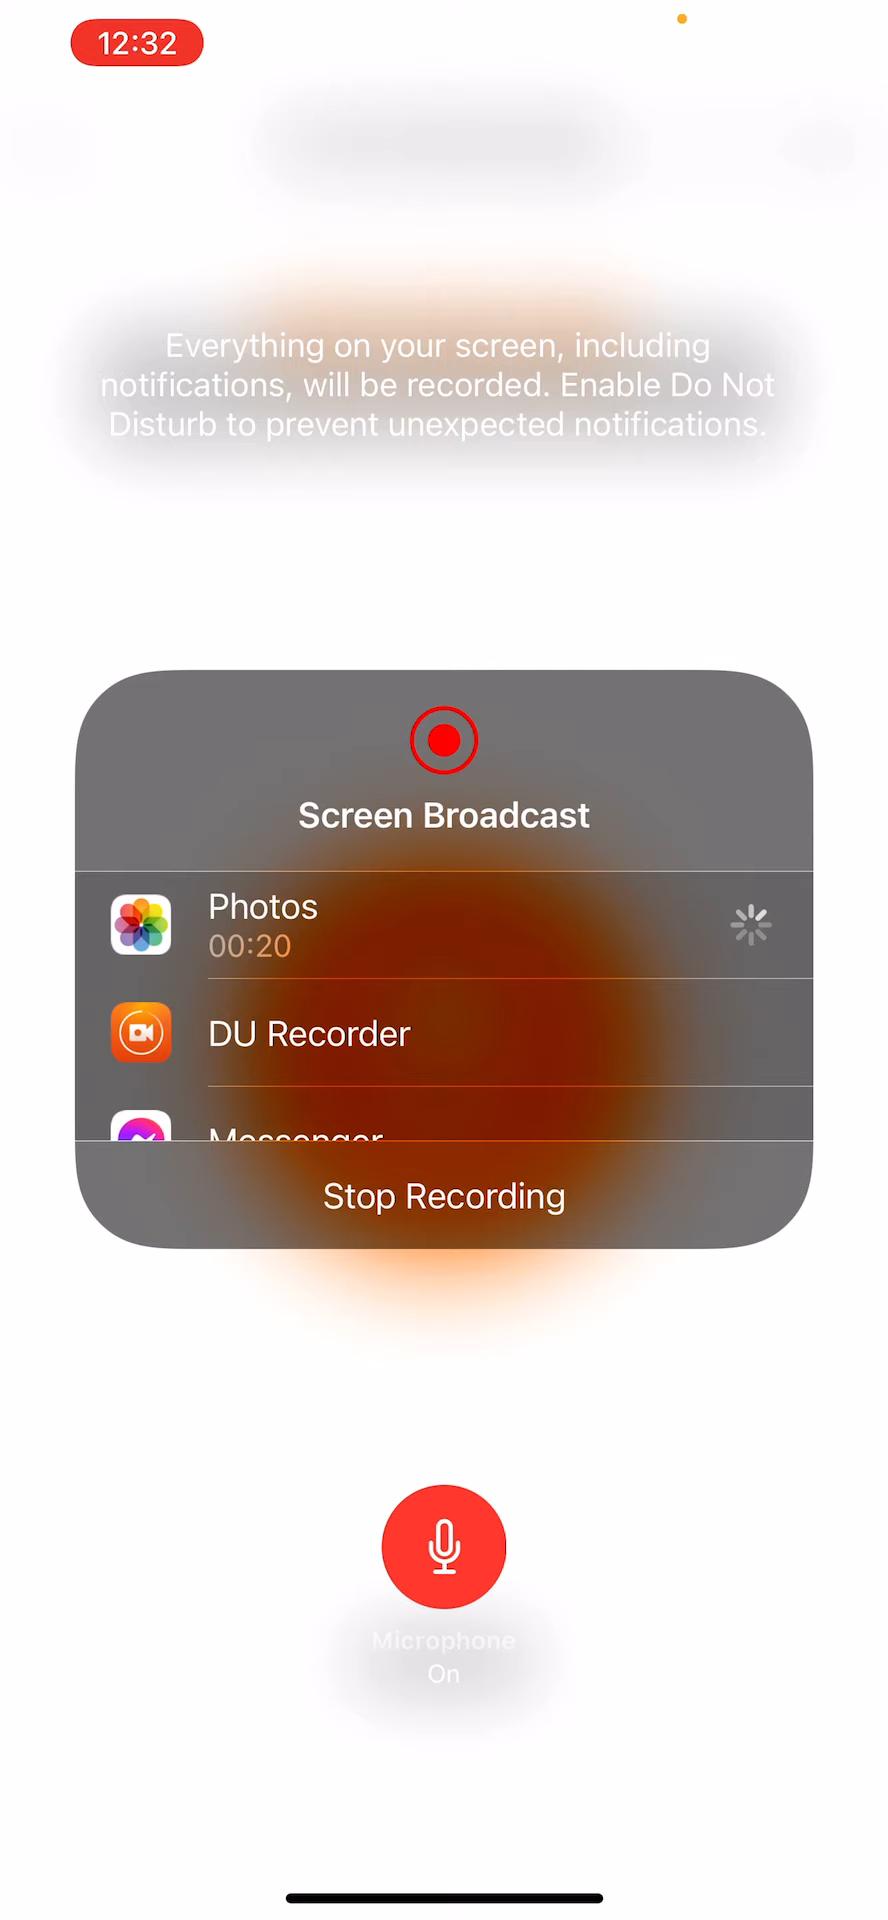 12:32
Everything on your screen, including
notifications, will be recorded. Enable Do Not
Disturb to prevent unexpected notifications.
Screen Broadcast
Photos
00:20
DU Recorder
Messenger
Stop Recording
Microphone
On